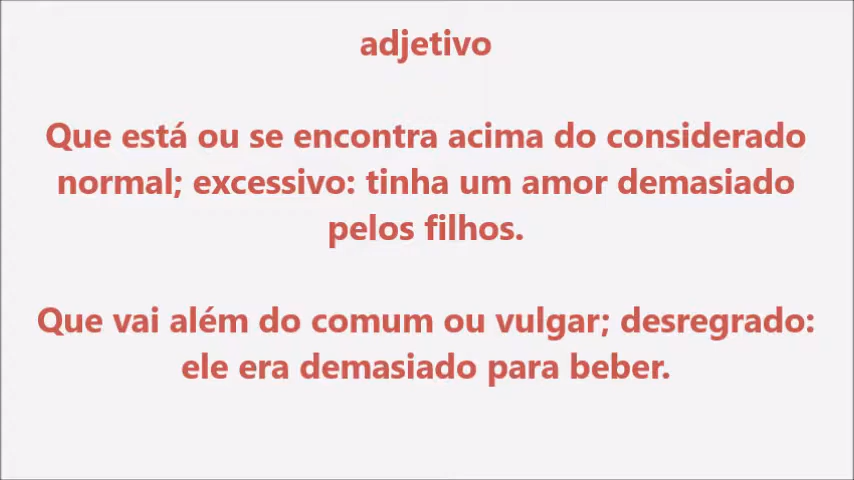 adjetivo
Que está ou se encontra acima do considerado
normal; excessivo: tinha um amor demasiado
pelos filhos.
Que vai além do comum ou vulgar; desregrado:
ele era demasiado para beber.